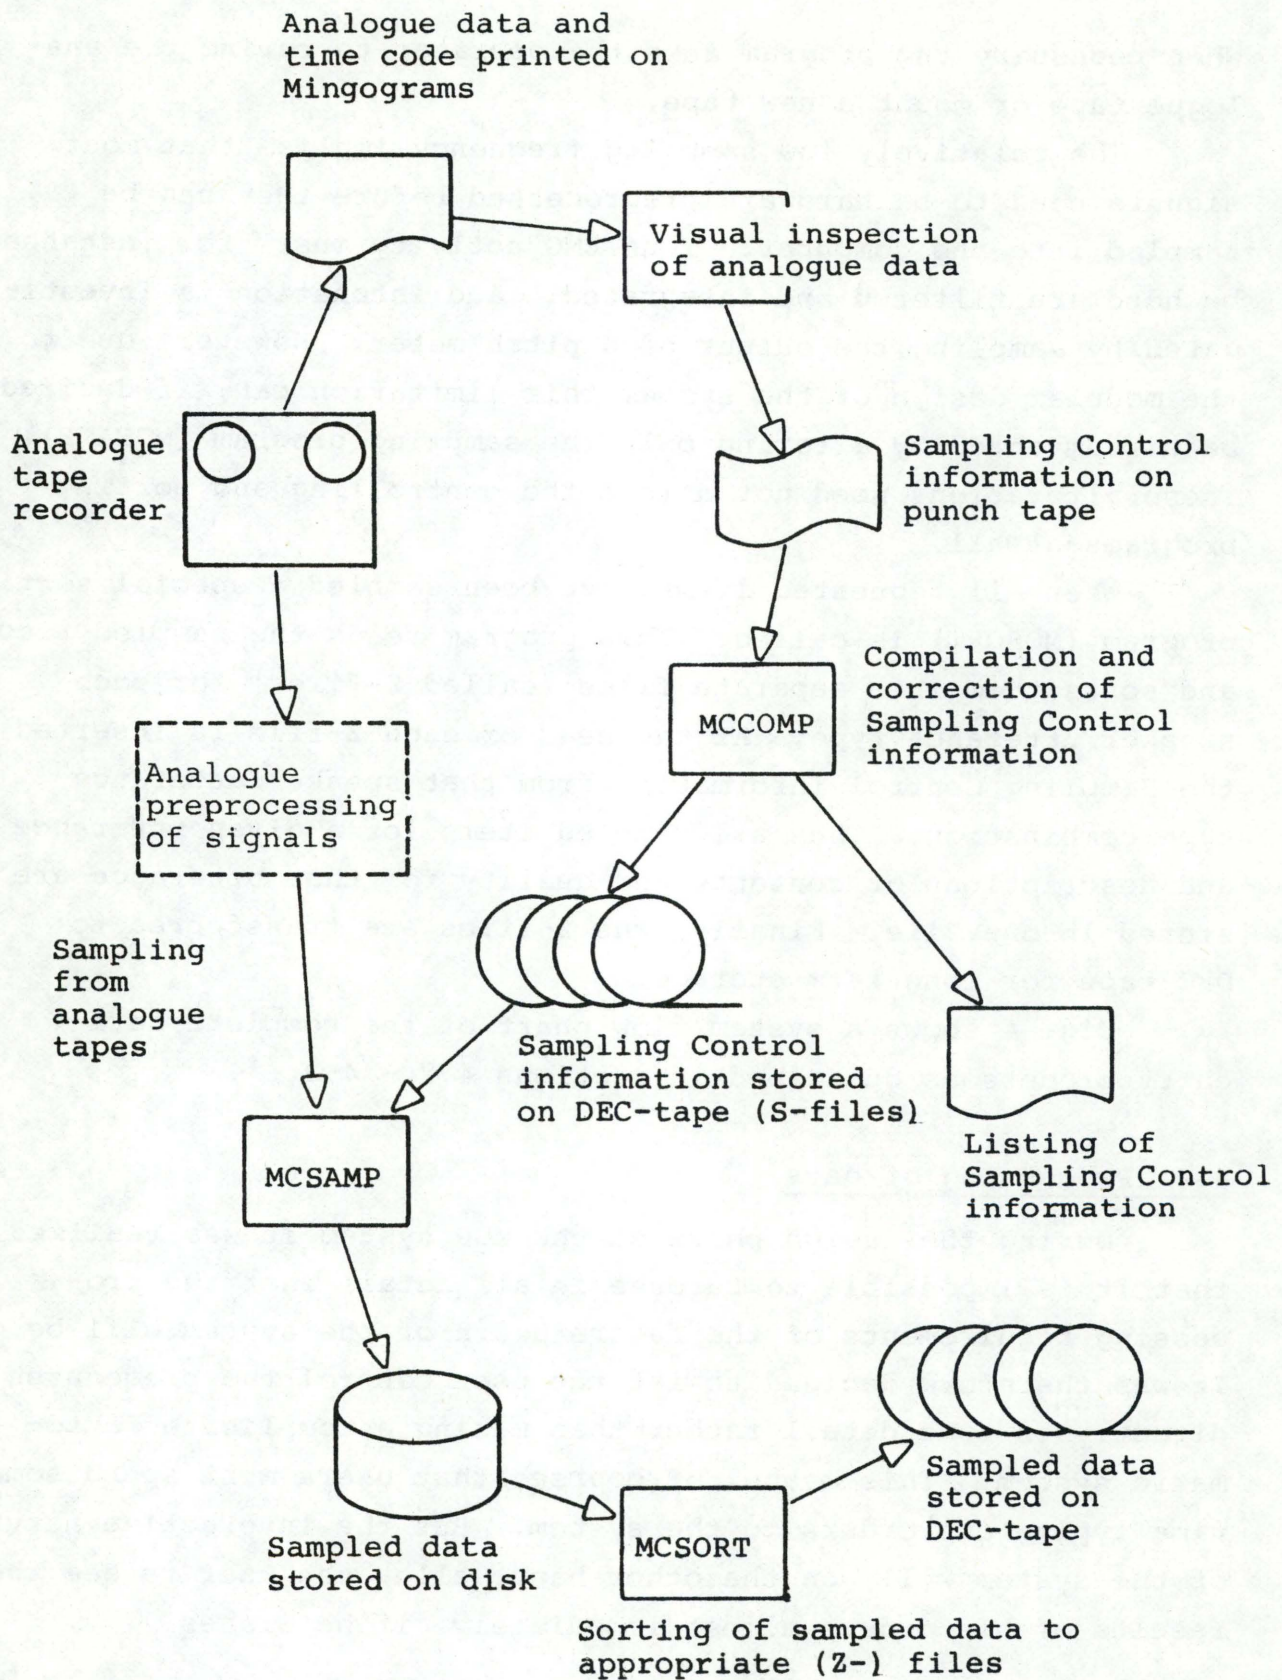 Analogue data and
time code printed on
Mingograms
Visual inspection
of analogue data
Analogue
tape
recorder
Sampling Control
information on
punch tape
MCCOMP
Compilation and
correction of
Sampling Control
information
Analogue
preprocessing
of signals
Sampling
from
analogue
tapes
Sampling Control
information stored
on DEC-tape (S-files)
MCSAMP
Listing of
Sampling Control
information
Sampled data
stored on disk
MCSORT
Sampled data
stored on
DEC-tape
Sorting of sampled data to
appropriate (Z-) files